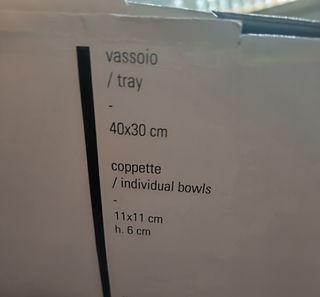 vassoio
/ tray
-
40x30 cm
coppette
/ individual bowls
-
11x11 cm
h. 6 cm